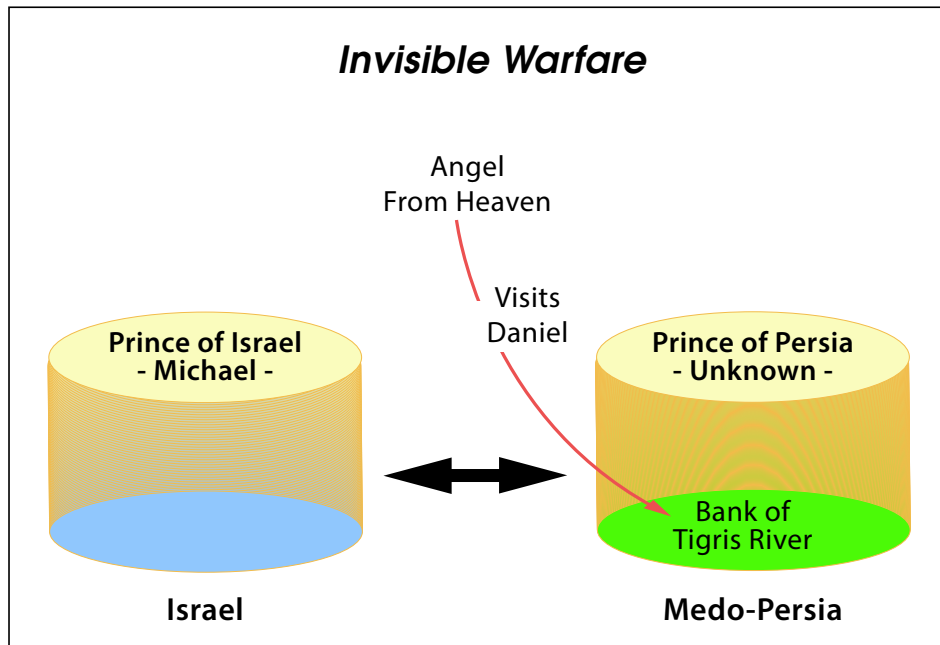 Invisible Warfare
Angel
From Heaven
Visits
Daniel
Prince of Israel
- Michael -
Prince of Persia
- Unknown -
Bank of
Tigris River
Israel
Medo-Persia